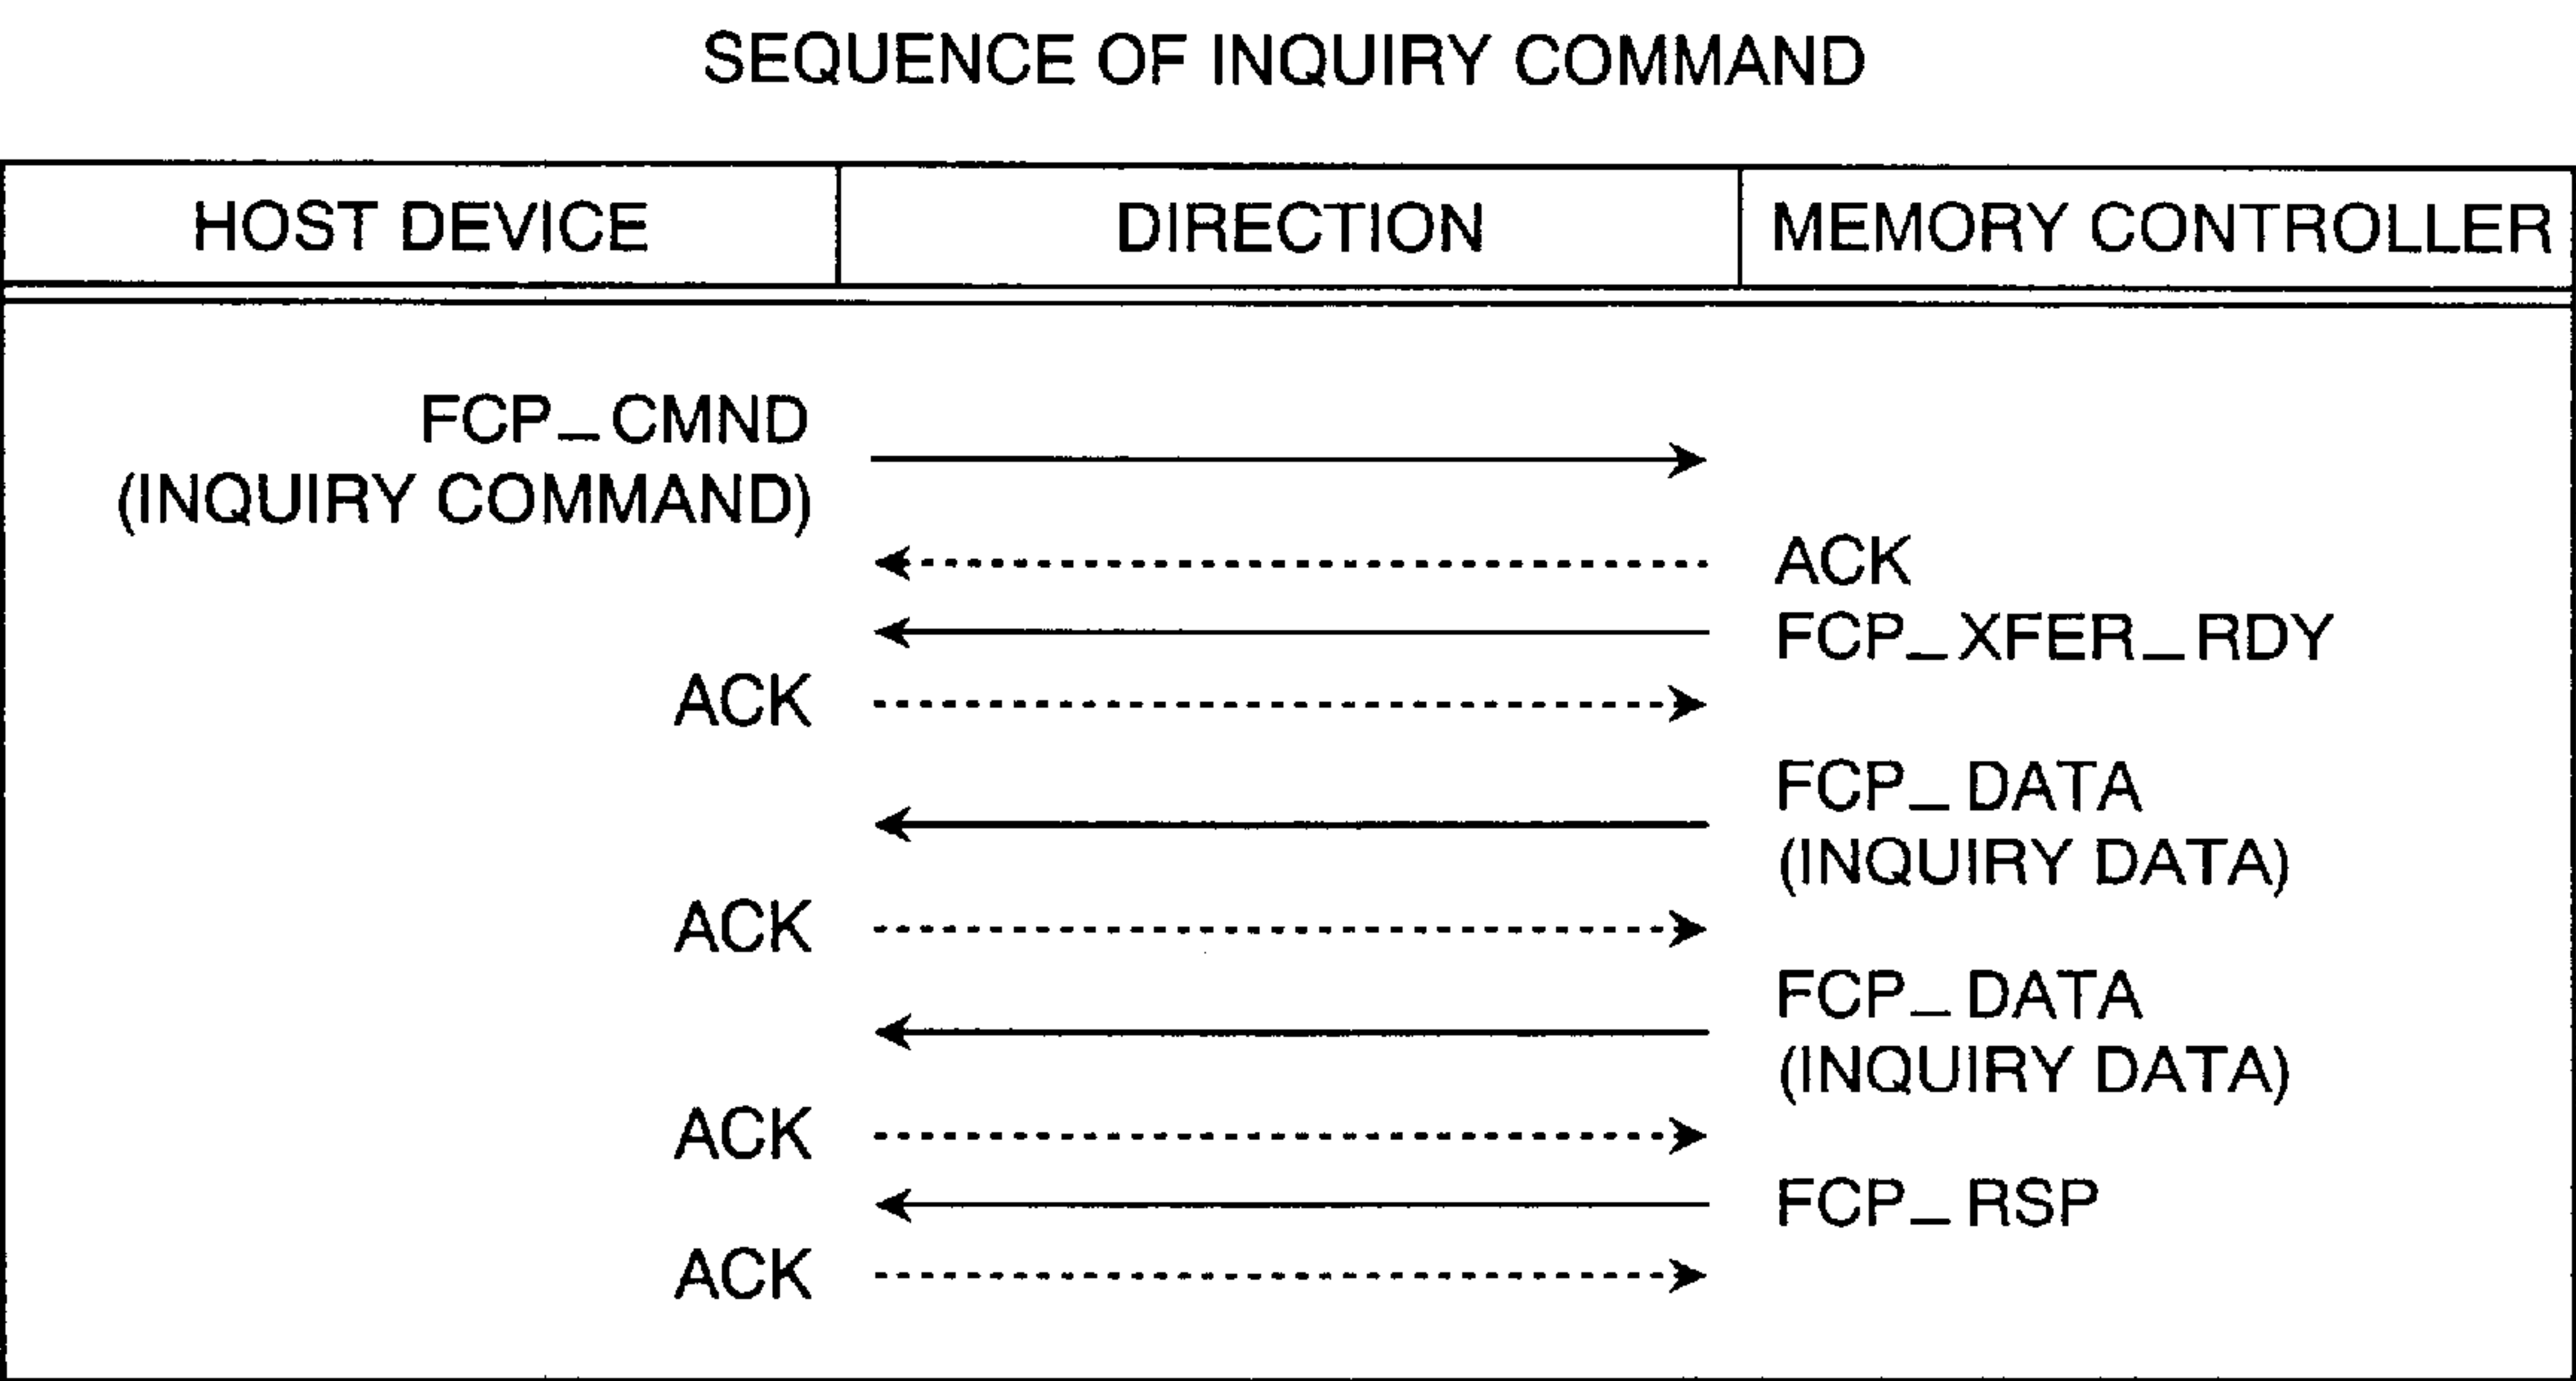 SEQUENCE OF INQUIRY COMMAND
HOST DEVICE DIRECTION MEMORY CONTROLLER
FCP_CMND
(INQUIRY COMMAND)
ACK
FCP_XFER_RDY
ACK
FCP_DATA
(INQUIRY DATA)
ACK
FCP_DATA
(INQUIRY DATA)
ACK
FCP_RSP
ACK